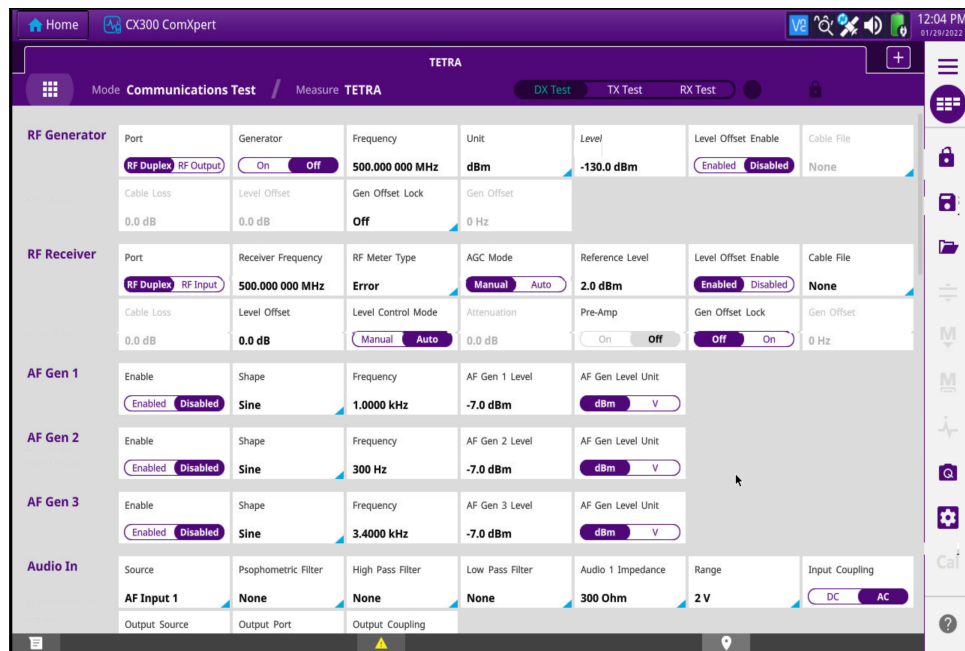 Home CX300 ComXpert 12:04 PM
01/29/2022
TETRA +
Mode Communications Test / Measure TETRA DX Test TX Test RX Test
RF Generator Port Generator Frequency Unit Level Level Offset Enable Cable File
RF Duplex RF Output On Off 500.000 000 MHz dBm -130.0 dBm Enabled Disabled None
Cable Loss Level Offset Gen Offset Lock Gen Offset
0.0 dB 0.0 dB Off 0 Hz
RF Receiver Port Receiver Frequency RF Meter Type AGC Mode Reference Level Level Offset Enable Cable File
RF Duplex RF Input 500.000 000 MHz Error Manual Auto 2.0 dBm Enabled Disabled None
Cable Loss Level Offset Level Control Mode Attenuation Pre-Amp Gen Offset Lock Gen Offset
0.0 dB 0.0 dB Manual Auto 0.0 dB On Off Off On 0 Hz
M
AF Gen 1 Enable Shape Frequency AF Gen 1 Level AF Gen Level Unit
M
Enabled Disabled Sine 1.0000 kHz -7.0 dBm dBm V
AF Gen 2 Enable Shape Frequency AF Gen 2 Level AF Gen Level Unit
Enabled Disabled Sine 300 Hz -7.0 dBm dBm V
AF Gen 3 Enable Shape Frequency AF Gen 3 Level AF Gen Level Unit
Enabled Disabled Sine 3.4000 kHz -7.0 dBm dBm V
Cal
Audio In Source Psophometric Filter High Pass Filter Low Pass Filter Audio 1 Impedance Range Input Coupling
AF Input 1 None None None 300 Ohm 2 V DC AC
Output Source Output Port Output Coupling